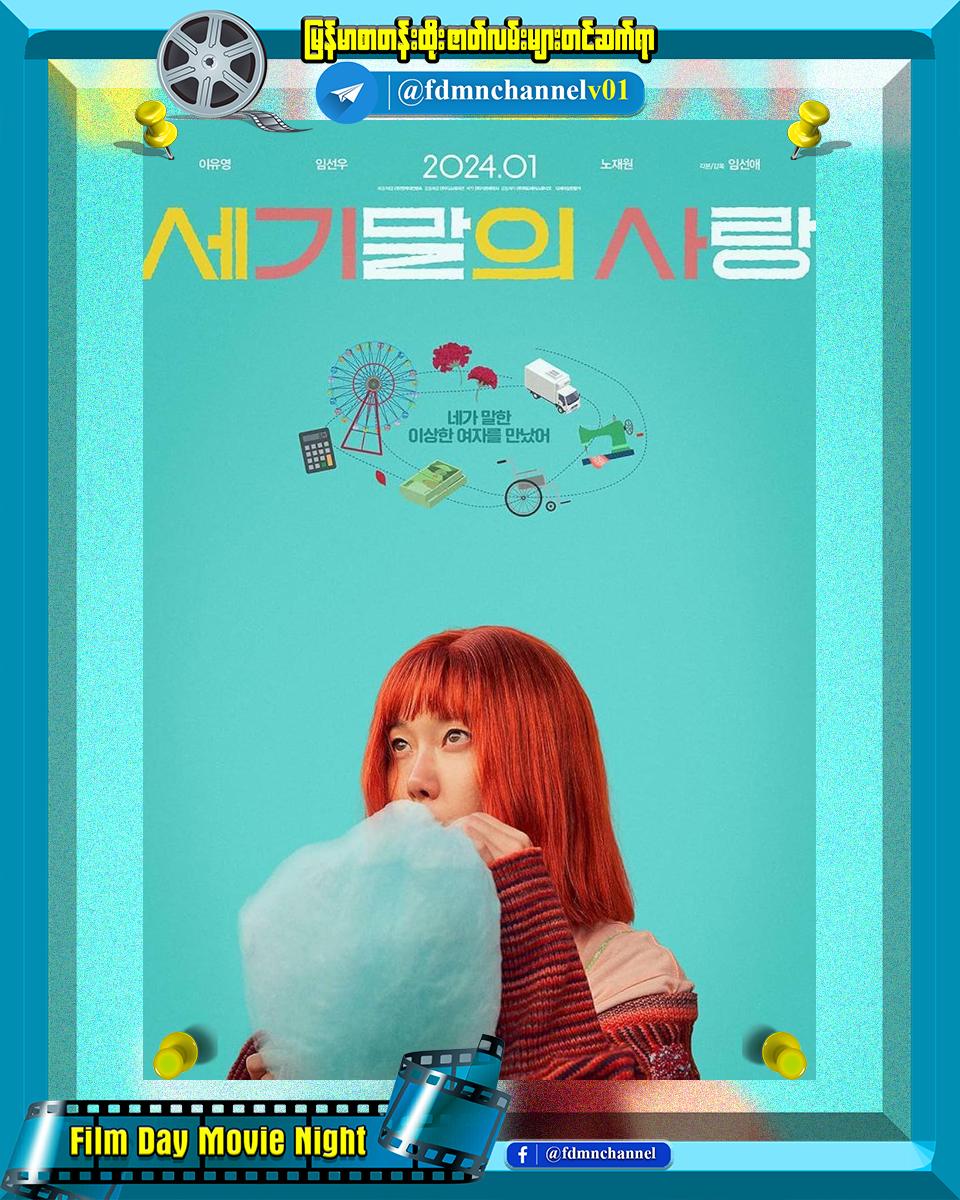 မြန်မာစာတန်းထိုးဇာတ်လမ်းများတင်ဆက်ရာ
@fdmnchannelv01
이유영 임선우 2024.01 노재원 각본/감독 임선애
세기말의 사랑
네가 말한
이상한 여자를 만났어
Film Day Movie Night
@fdmnchannel